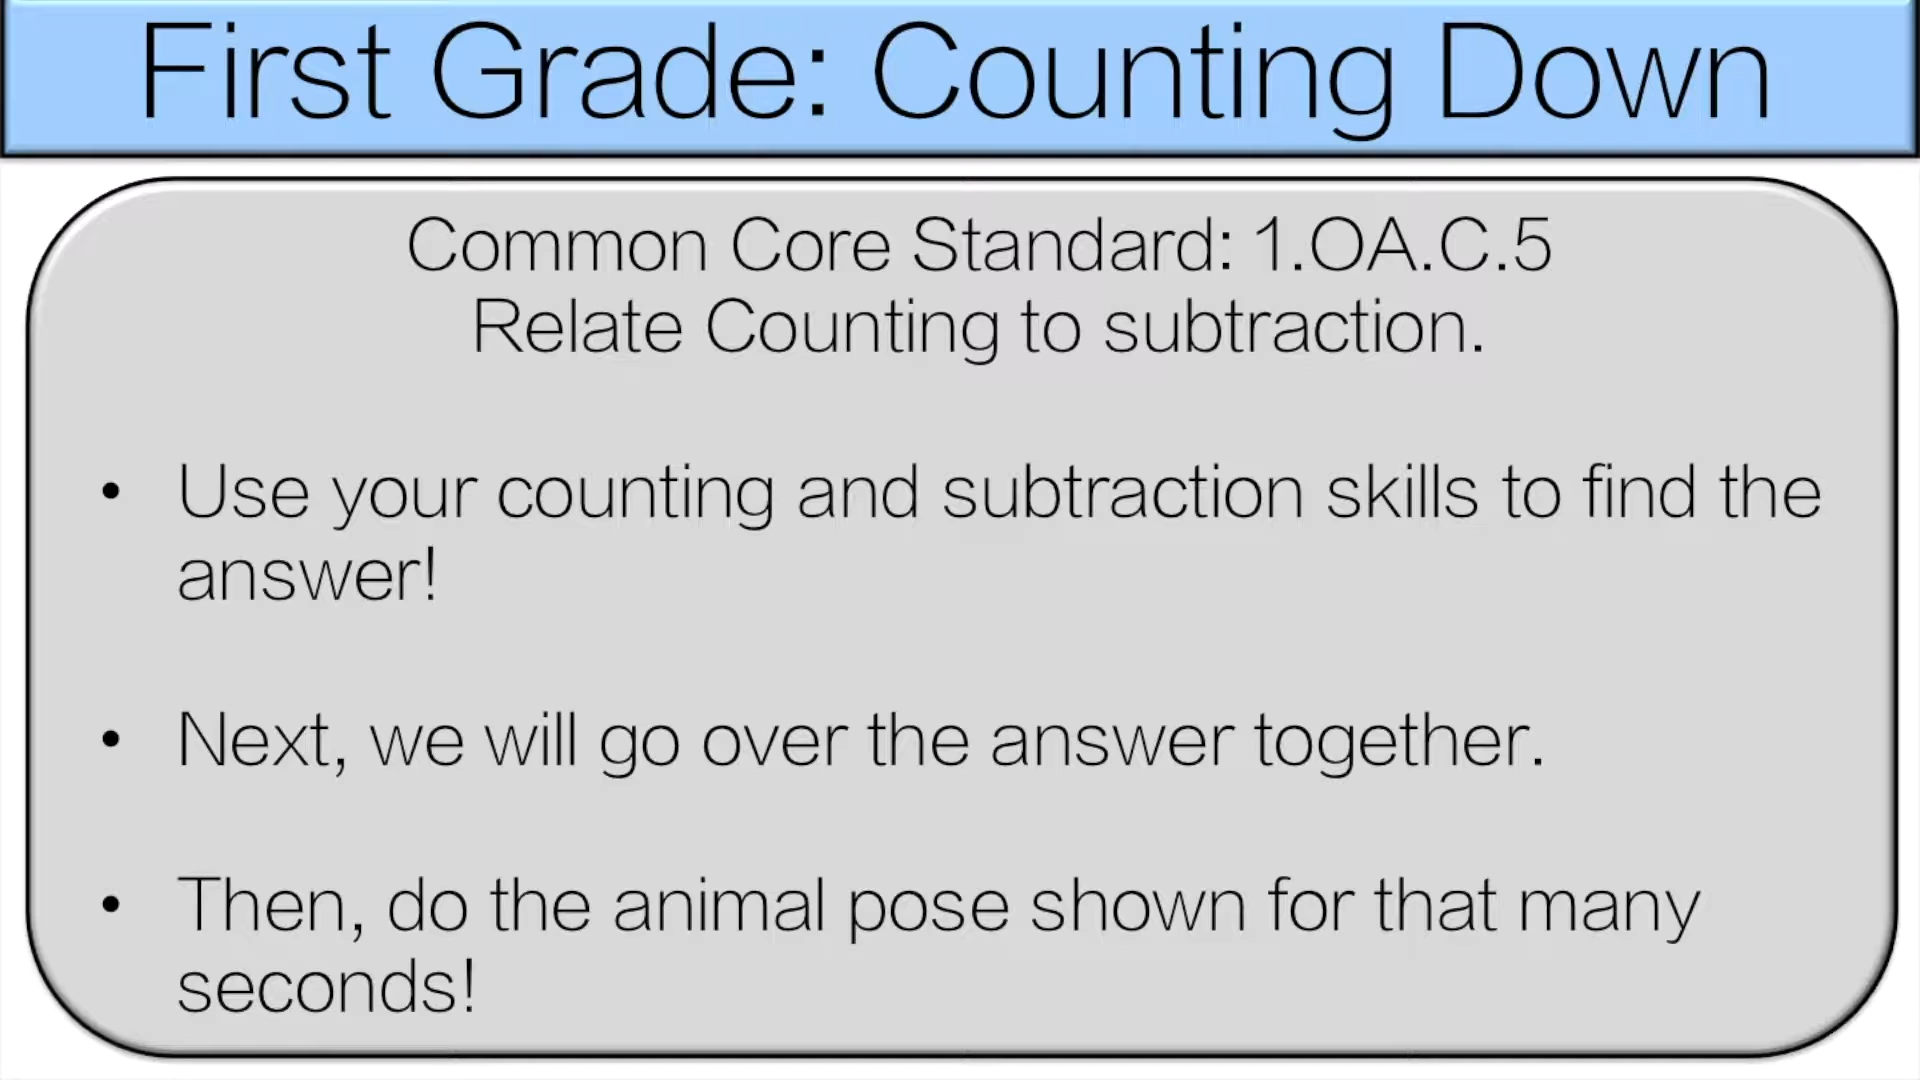 First Grade: Counting Down
Common Core Standard: 1.OA.C.5
Relate Counting to subtraction.
• Use your counting and subtraction skills to find the
answer!
• Next, we will go over the answer together.
• Then, do the animal pose shown for that many
seconds!